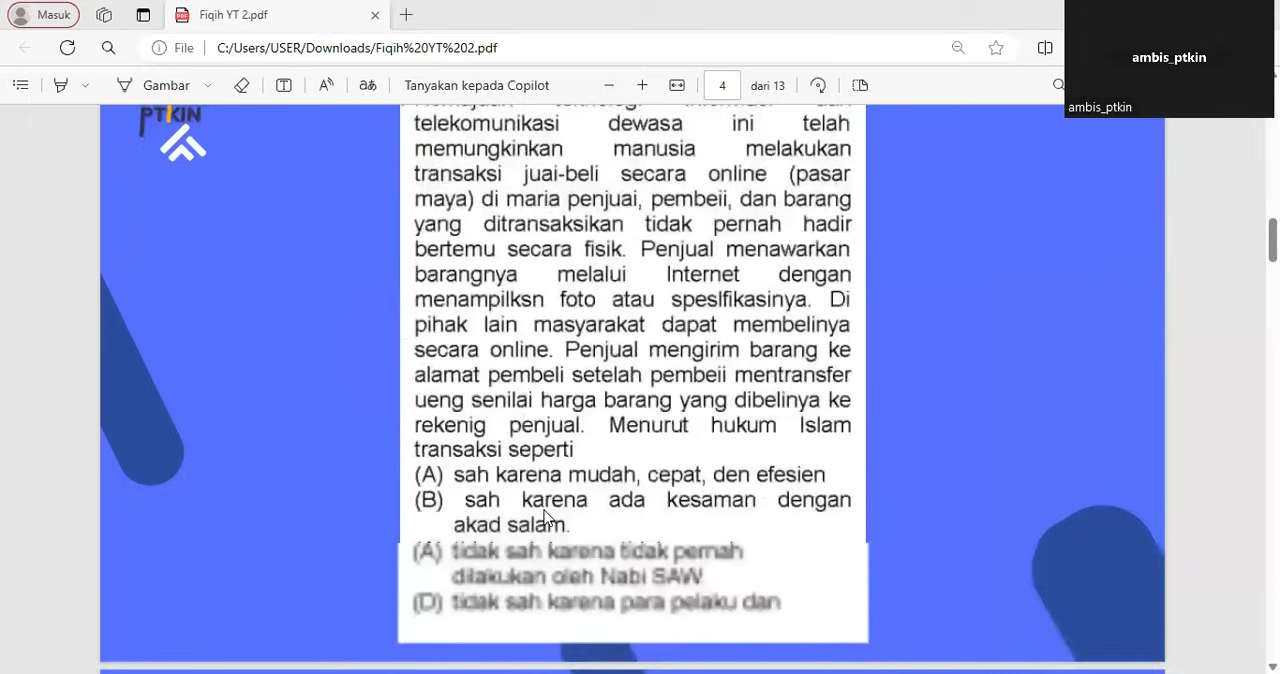 Masuk
Fiqih YT 2.pdf
File
C:/Users/USER/Downloads/Fiqih%20YT%202.pdf
Gambar
Tanyakan kepada Copilot
4
dari 13
ambis_ptkin
ambis_ptkin
PTKIN
telekomunikasi dewasa ini telah
memungkinkan manusia melakukan
transaksi juai-beli secara online (pasar
maya) di maria penjuai, pembeii, dan barang
yang ditransaksikan tidak pernah hadir
bertemu secara fisik. Penjual menawarkan
barangnya melalui Internet dengan
menampilksn foto atau speslfikasinya. Di
pihak lain masyarakat dapat membelinya
secara online. Penjual mengirim barang ke
alamat pembeli setelah pembeii mentransfer
ueng senilai harga barang yang dibelinya ke
rekenig penjual. Menurut hukum Islam
transaksi seperti
(A) sah karena mudah, cepat, den efesien
(B) sah karena ada kesaman dengan
akad salam.
(A) tidak sah karena tidak pernah
dilakukan oleh Nabi SAW
(D) tidak sah karena para pelaku dan